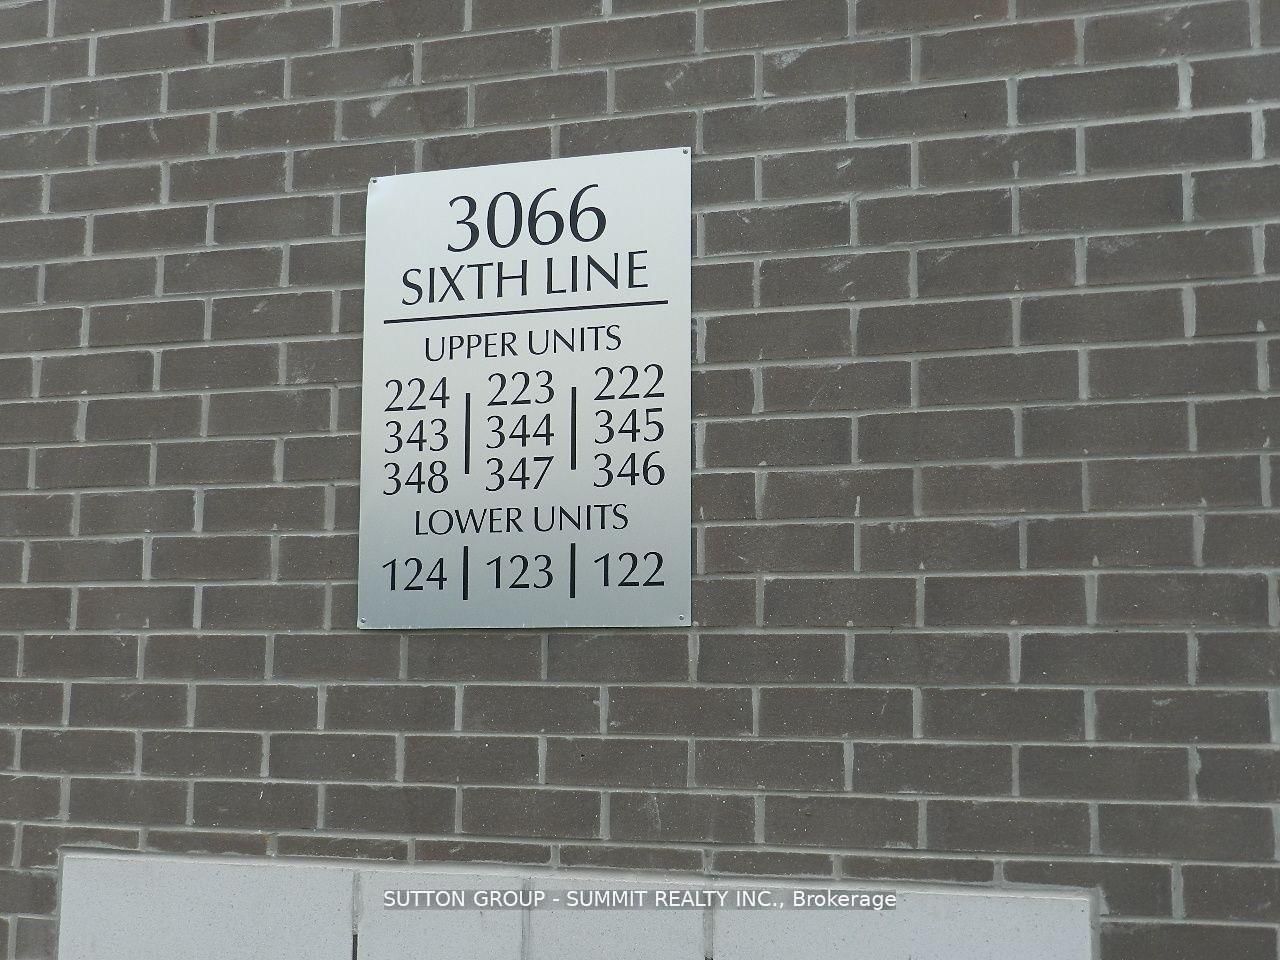 3066
SIXTH LINE
UPPER UNITS
224 | 223 | 222
343 | 344 | 345
348 | 347 | 346
LOWER UNITS
124 | 123 | 122
SUTTON GROUP - SUMMIT REALTY INC., Brokerage